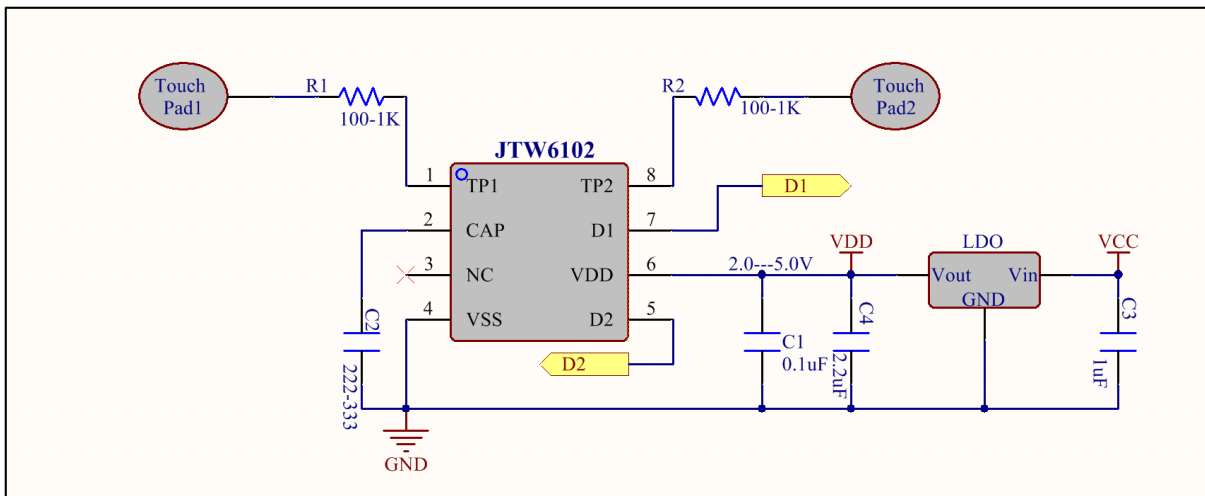 Touch
Pad1
R1
100-1K
R2
100-1K
Touch
Pad2
JTW6102
1
TP1
TP2
8
D1
2
CAP
D1
7
3
NC
VDD
6
2.0---5.0V
VDD
LDO
Vout
Vin
GND
VCC
4
VSS
D2
5
D2
C2
222-333
C1
0.1uF
C4
2.2uF
C3
1uF
GND